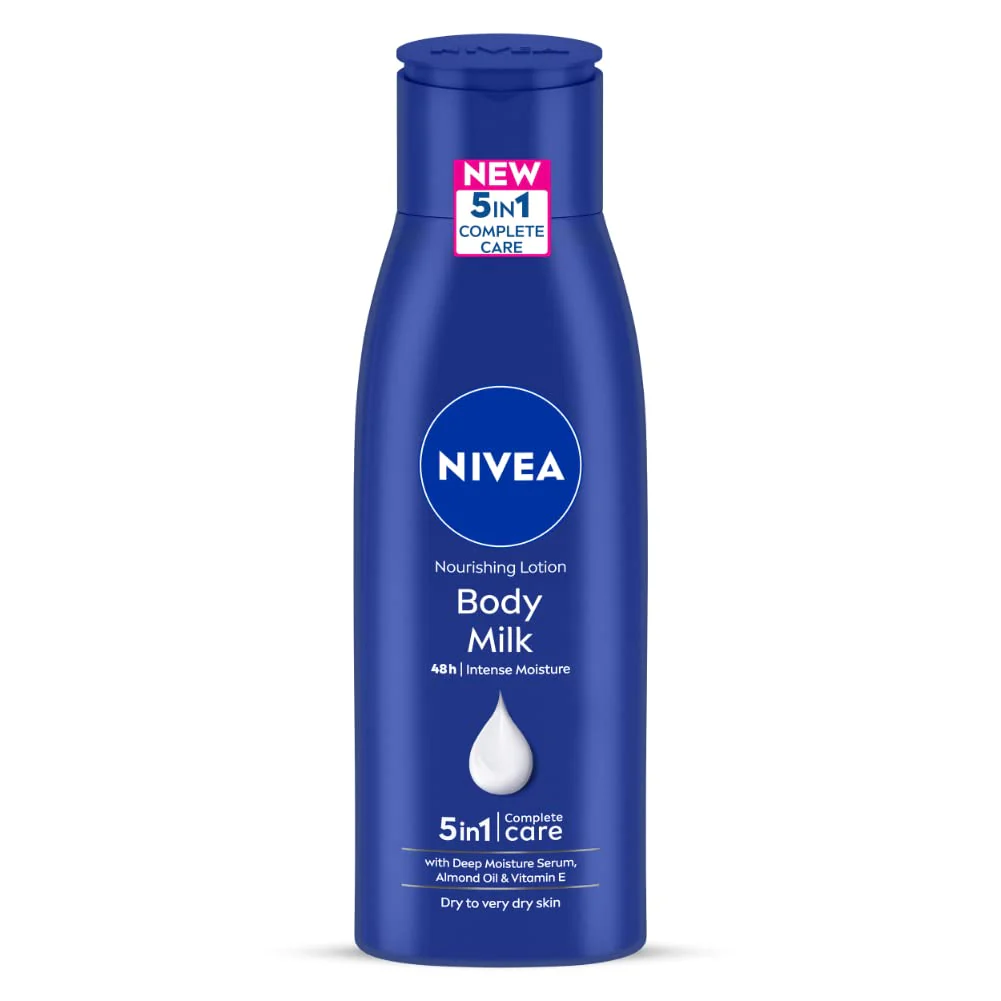 NIVEA
NEW
5IN1
COMPLETE
CARE
NIVEA
Nourishing Lotion
Body
Milk
48h | Intense Moisture
5in1 | Complete care
with Deep Moisture Serum,
Almond Oil & Vitamin E
Dry to very dry skin